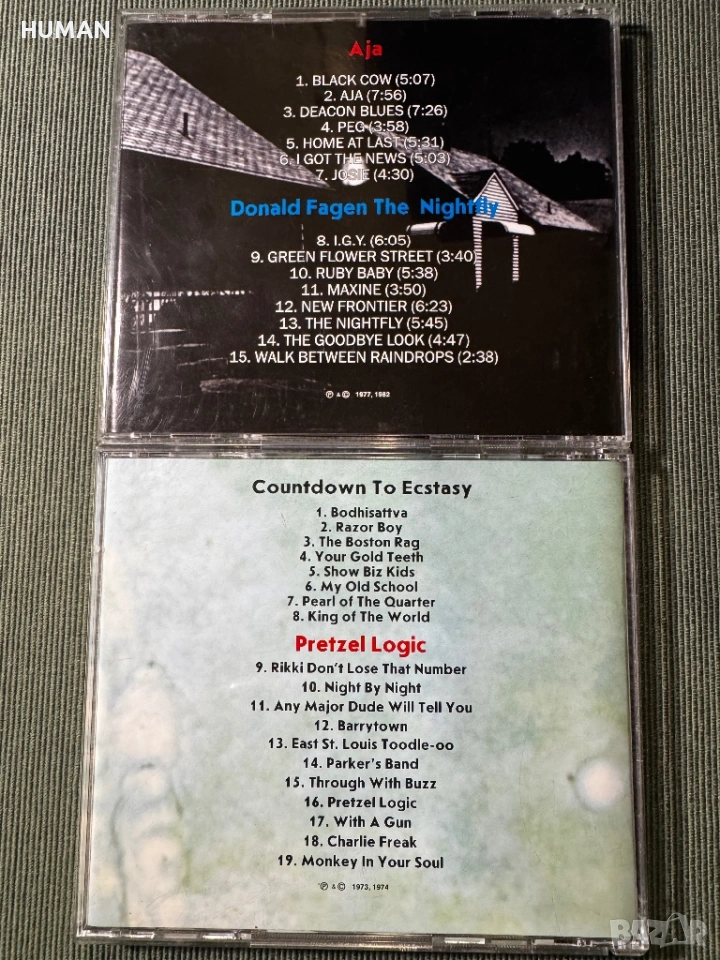 HUMAN
Aja
1. BLACK COW (5:07)
2. AJA (7:56)
3. DEACON BLUES (7:26)
4. PEG (3:58)
5. HOME AT LAST (5:31)
6. I GOT THE NEWS (5:03)
7. JOSIE (4:30)
Donald Fagen The Nightfly
8. I.G.Y. (6:05)
9. GREEN FLOWER STREET (3:40)
10. RUBY BABY (5:38)
11. MAXINE (3:50)
12. NEW FRONTIER (6:23)
13. THE NIGHTFLY (5:45)
14. THE GOODBYE LOOK (4:47)
15. WALK BETWEEN RAINDROPS (2:38)
℗ & © 1977, 1982
Countdown To Ecstasy
1. Bodhisattva
2. Razor Boy
3. The Boston Rag
4. Your Gold Teeth
5. Show Biz Kids
6. My Old School
7. Pearl of The Quarter
8. King of The World
Pretzel Logic
9. Rikki Don't Lose That Number
10. Night By Night
11. Any Major Dude Will Tell You
12. Barrytown
13. East St. Louis Toodle-oo
14. Parker's Band
15. Through With Buzz
16. Pretzel Logic
17. With A Gun
18. Charlie Freak
19. Monkey In Your Soul
℗ & © 1973, 1974
BAZAR